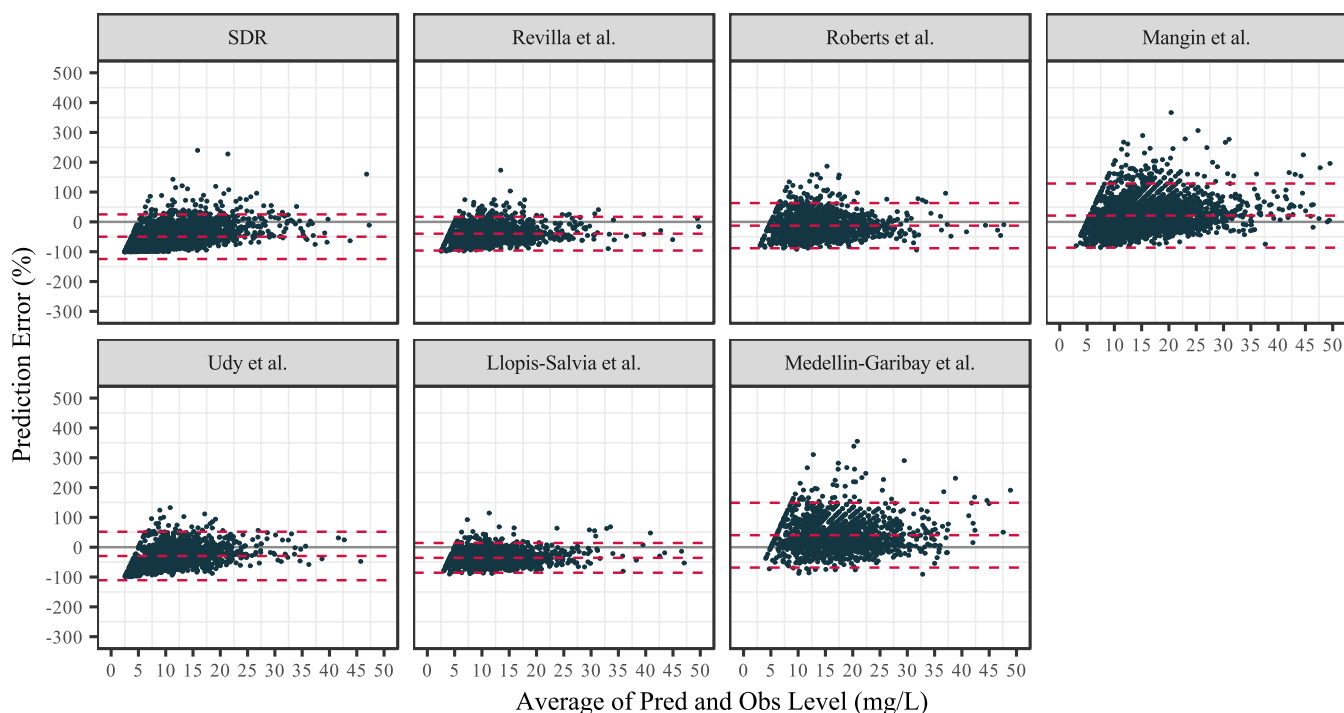 SDR
Revilla et al.
Roberts et al.
Mangin et al.
500
400
300
200
100
0
-100
-200
-300
0 5 10 15 20 25 30 35 40 45 50
Udy et al.
Llopis-Salvia et al.
Medellin-Garibay et al.
500
400
300
200
100
0
-100
-200
-300
0 5 10 15 20 25 30 35 40 45 50
0 5 10 15 20 25 30 35 40 45 50
0 5 10 15 20 25 30 35 40 45 50
Prediction Error (%)
Average of Pred and Obs Level (mg/L)